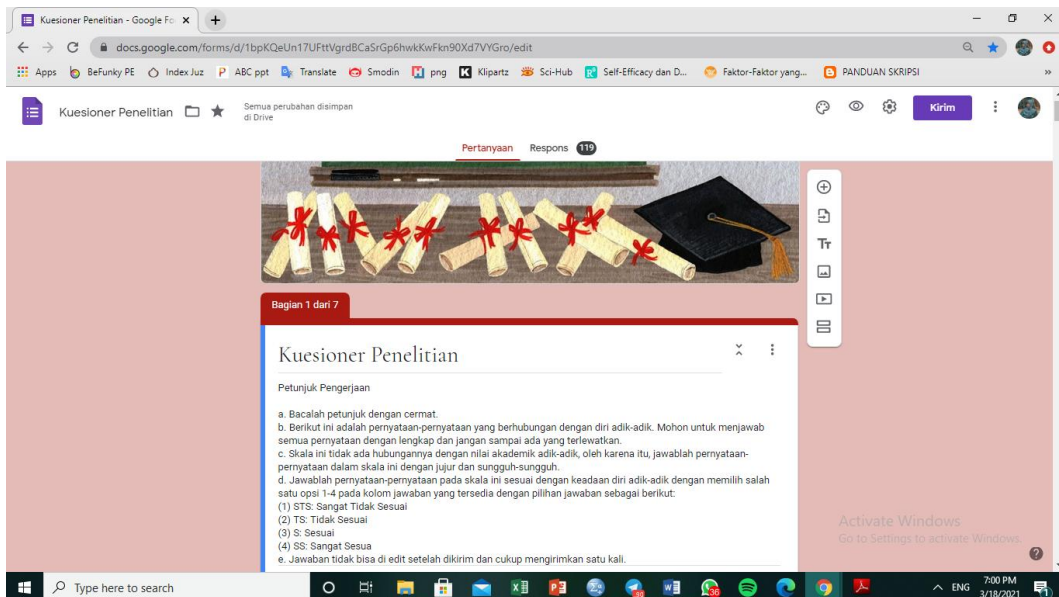 Kuesioner Penelitian - Google Fo
docs.google.com/forms/d/1bpKQeUn17UFttVgrdBCaSrGp6hwkKwFkn90Xd7VYGro/edit
Apps BeFunky PE Index Juz P ABC ppt Translate Smodin png K Klipartz Sci-Hub Self-Efficacy dan D... Faktor-Faktor yang... PANDUAN SKRIPSI »
Kuesioner Penelitian
Semua perubahan disimpan
di Drive
Kirim
Pertanyaan Respons 119
Tт
Bagian 1 dari 7
Kuesioner Penelitian
Petunjuk Pengerjaan
a. Bacalah petunjuk dengan cermat.
b. Berikut ini adalah pernyataan-pernyataan yang berhubungan dengan diri adik-adik. Mohon untuk menjawab
semua pernyataan dengan lengkap dan jangan sampai ada yang terlewatkan.
c. Skala ini tidak ada hubungannya dengan nilai akademik adik-adik, oleh karena itu, jawablah pernyataan-
pernyataan dalam skala ini dengan jujur dan sungguh-sungguh.
d. Jawablah pernyataan-pernyataan pada skala ini sesuai dengan keadaan diri adik-adik dengan memilih salah
satu opsi 1-4 pada kolom jawaban yang tersedia dengan pilihan jawaban sebagai berikut:
(1) STS: Sangat Tidak Sesuai
(2) TS: Tidak Sesuai
(3) S: Sesuai
(4) SS: Sangat Sesua
e. Jawaban tidak bisa di edit setelah dikirim dan cukup mengirimkan satu kali.
Activate Windows
Go to Settings to activate Windows.
Type here to search
ENG
7:00 PM
3/18/2021